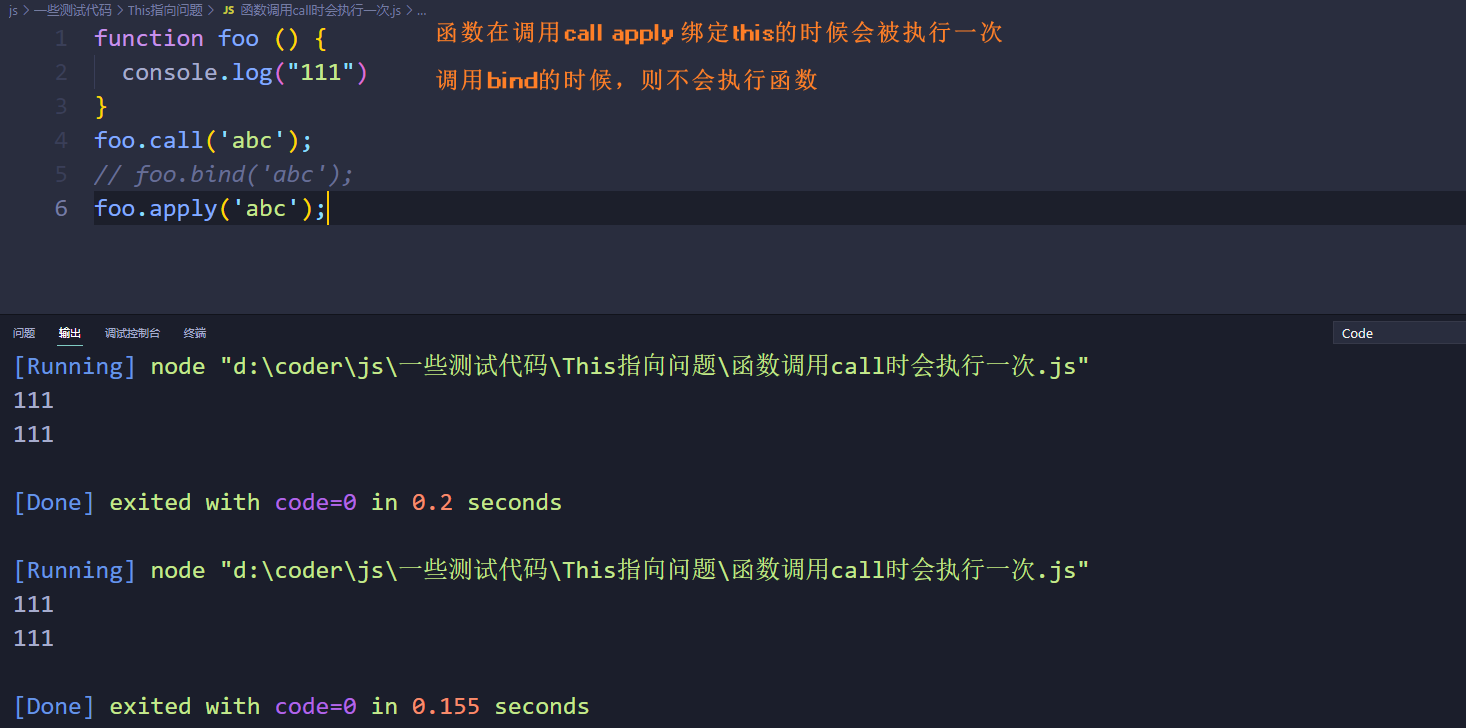 js > 一些测试代码 > This指向问题 > JS 函数调用call时会执行一次.js > ...
函数在调用call apply 绑定this的时候会被执行一次
1 function foo () {
2 console.log("111")
调用bind的时候，则不会执行函数
3 }
4 foo.call('abc');
5 // foo.bind('abc');
6 foo.apply('abc');
问题 输出 调试控制台 终端
Code
[Running] node "d:\coder\js\一些测试代码\This指向问题\函数调用call时会执行一次.js"
111
111
[Done] exited with code=0 in 0.2 seconds
[Running] node "d:\coder\js\一些测试代码\This指向问题\函数调用call时会执行一次.js"
111
111
[Done] exited with code=0 in 0.155 seconds